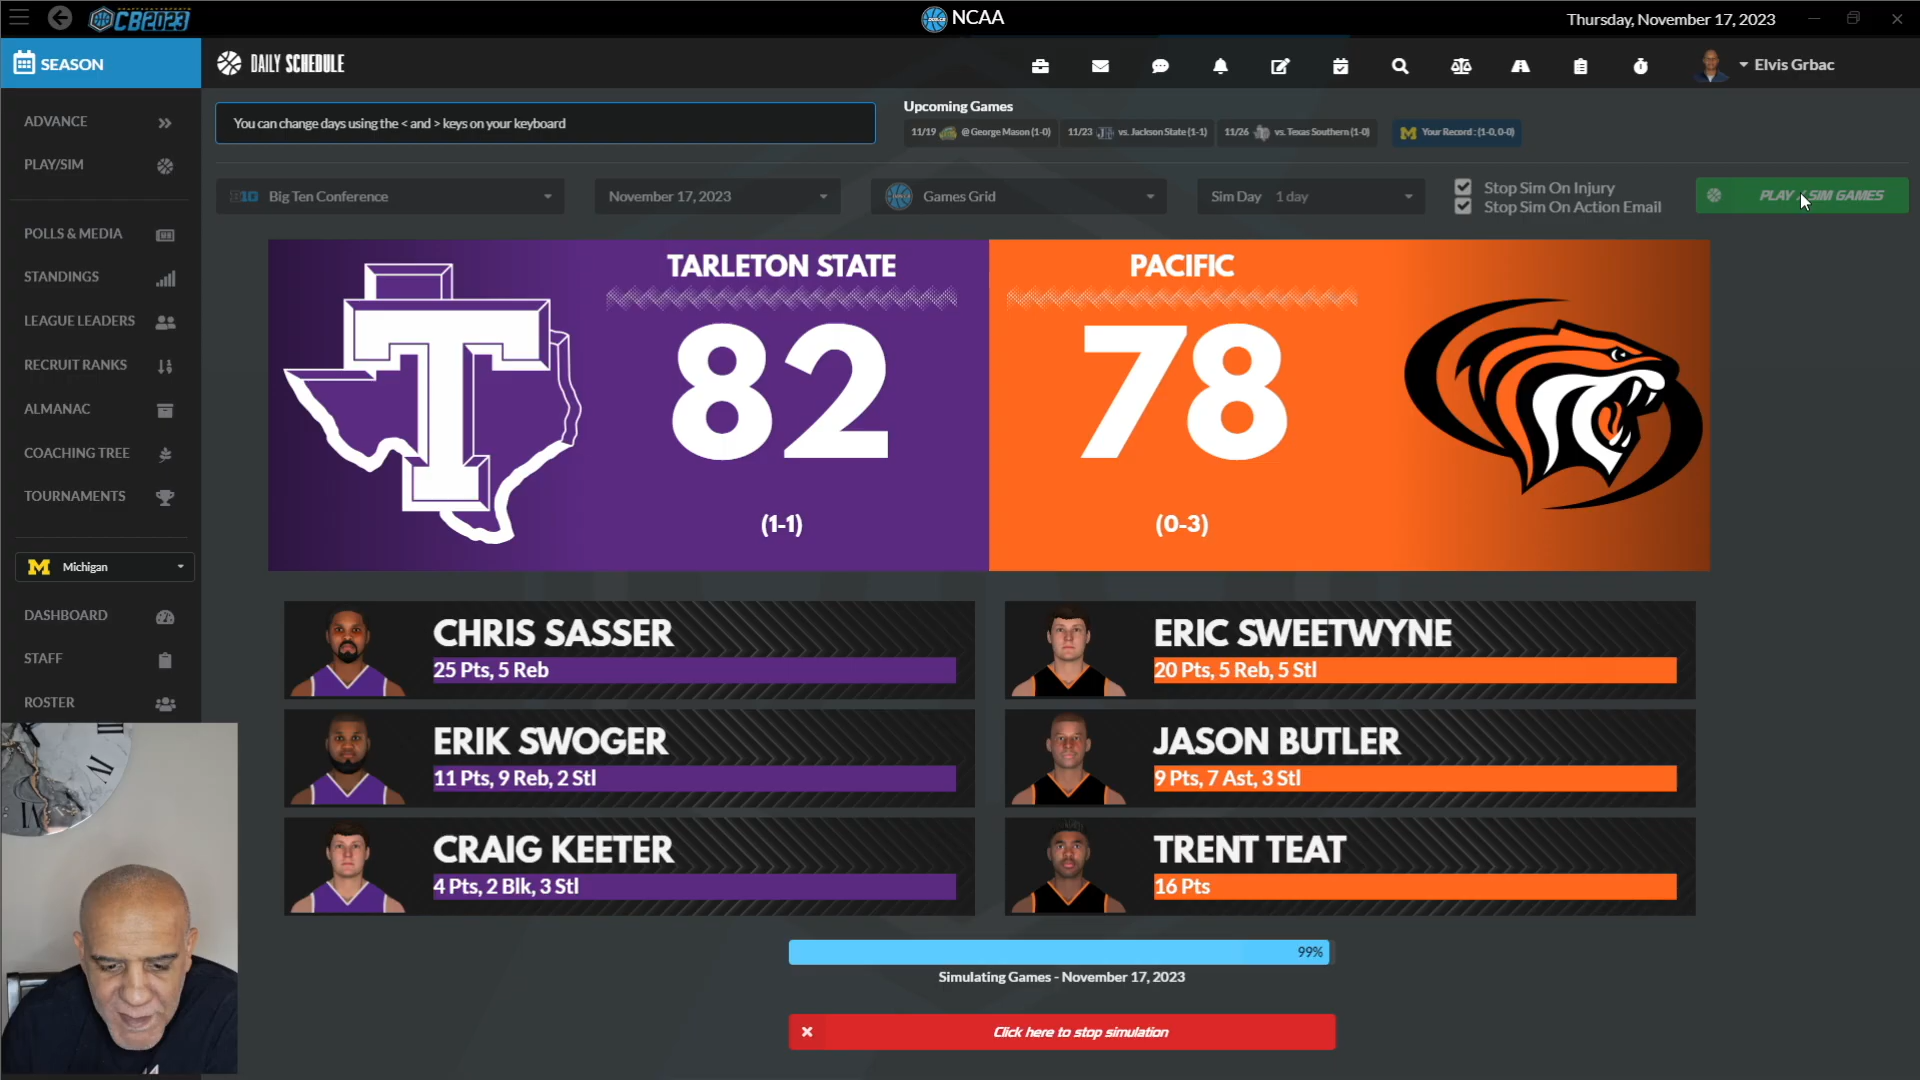 CB2023
NCAA
Thursday, November 17, 2023
SEASON
DAILY SCHEDULE
Elvis Grbac
You can change days using the < and > keys on your keyboard
Upcoming Games
11/19 @ George Mason (1-0)
11/23 vs. Jackson State (1-1)
11/26 vs. Texas Southern (1-0)
Your Record : (1-0, 0-0)
Big Ten Conference
November 17, 2023
Games Grid
Sim Day 1 day
Stop Sim On Injury
Stop Sim On Action Email
PLAY / SIM GAMES
ADVANCE
PLAY/SIM
POLLS & MEDIA
STANDINGS
LEAGUE LEADERS
RECRUIT RANKS
ALMANAC
COACHING TREE
TOURNAMENTS
Michigan
DASHBOARD
STAFF
ROSTER
TARLETON STATE
82
(1-1)
PACIFIC
78
(0-3)
CHRIS SASSER
25 Pts, 5 Reb
ERIK SWOGER
11 Pts, 9 Reb, 2 Stl
CRAIG KEETER
4 Pts, 2 Blk, 3 Stl
ERIC SWEETWYNE
20 Pts, 5 Reb, 5 Stl
JASON BUTLER
9 Pts, 7 Ast, 3 Stl
TRENT TEAT
16 Pts
99%
Simulating Games - November 17, 2023
Click here to stop simulation